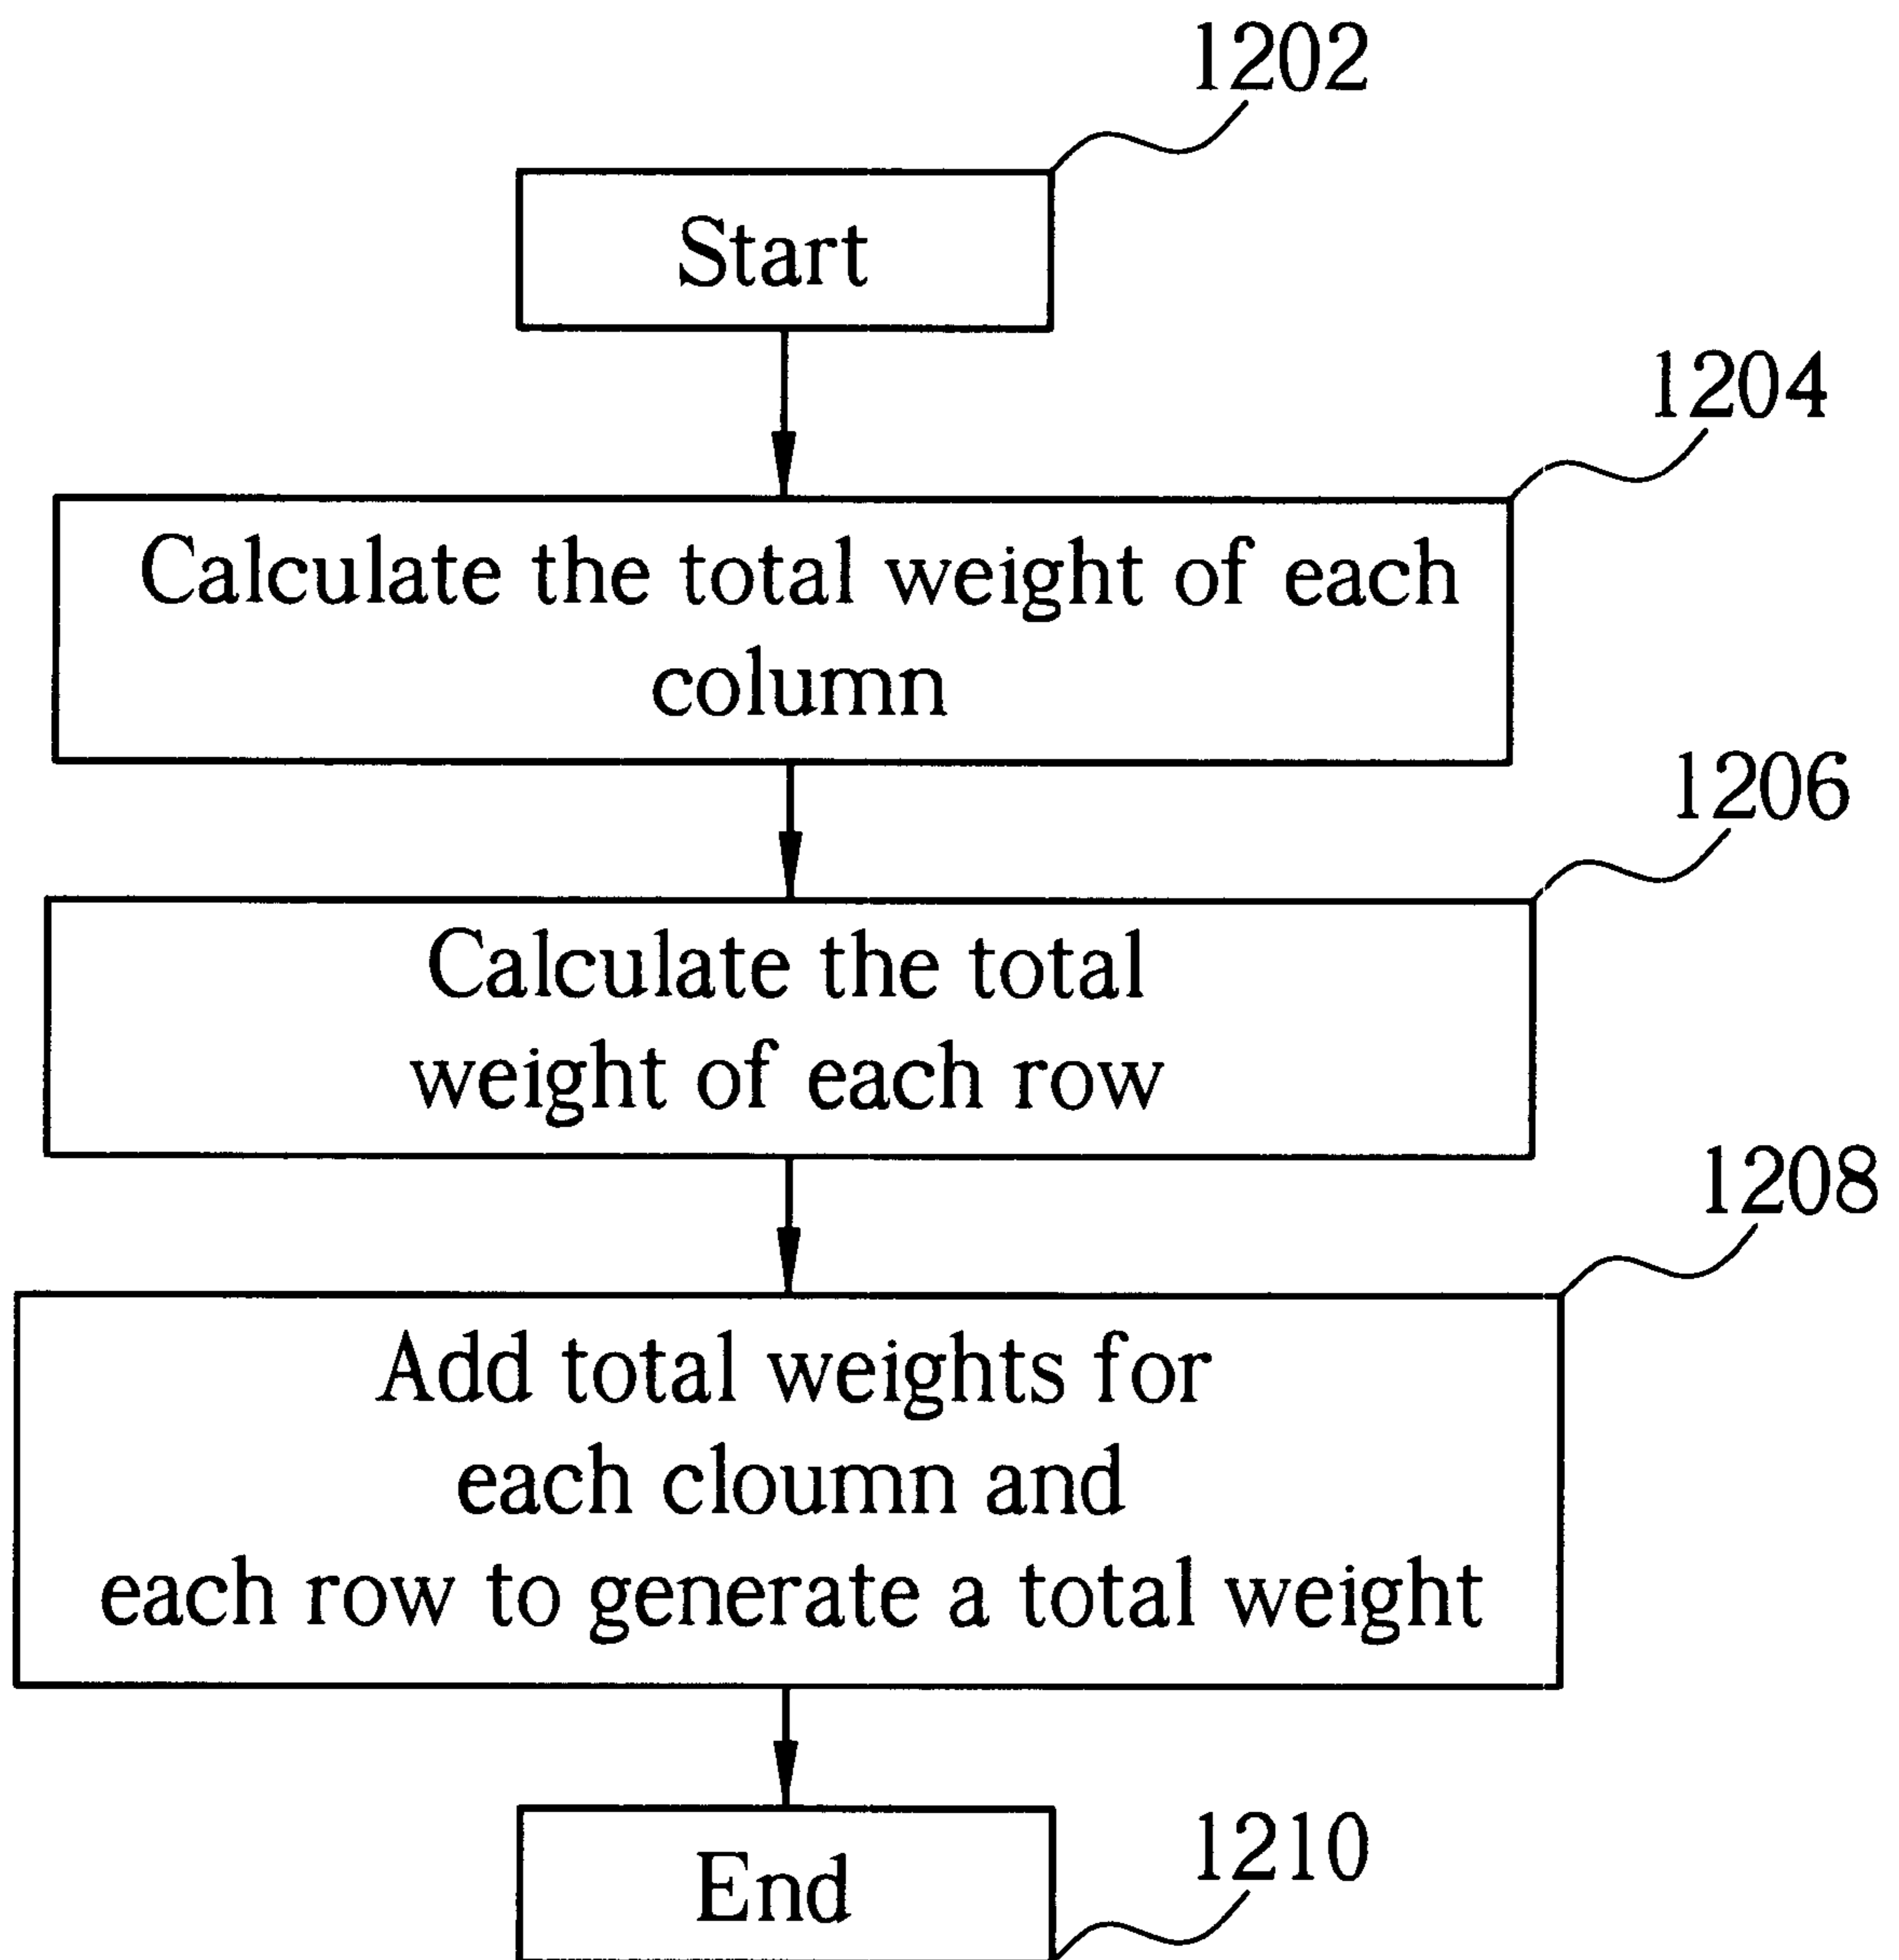 1202
Start
1204
Calculate the total weight of each
column
1206
Calculate the total
weight of each row
1208
Add total weights for
each cloumn and
each row to generate a total weight
1210
End